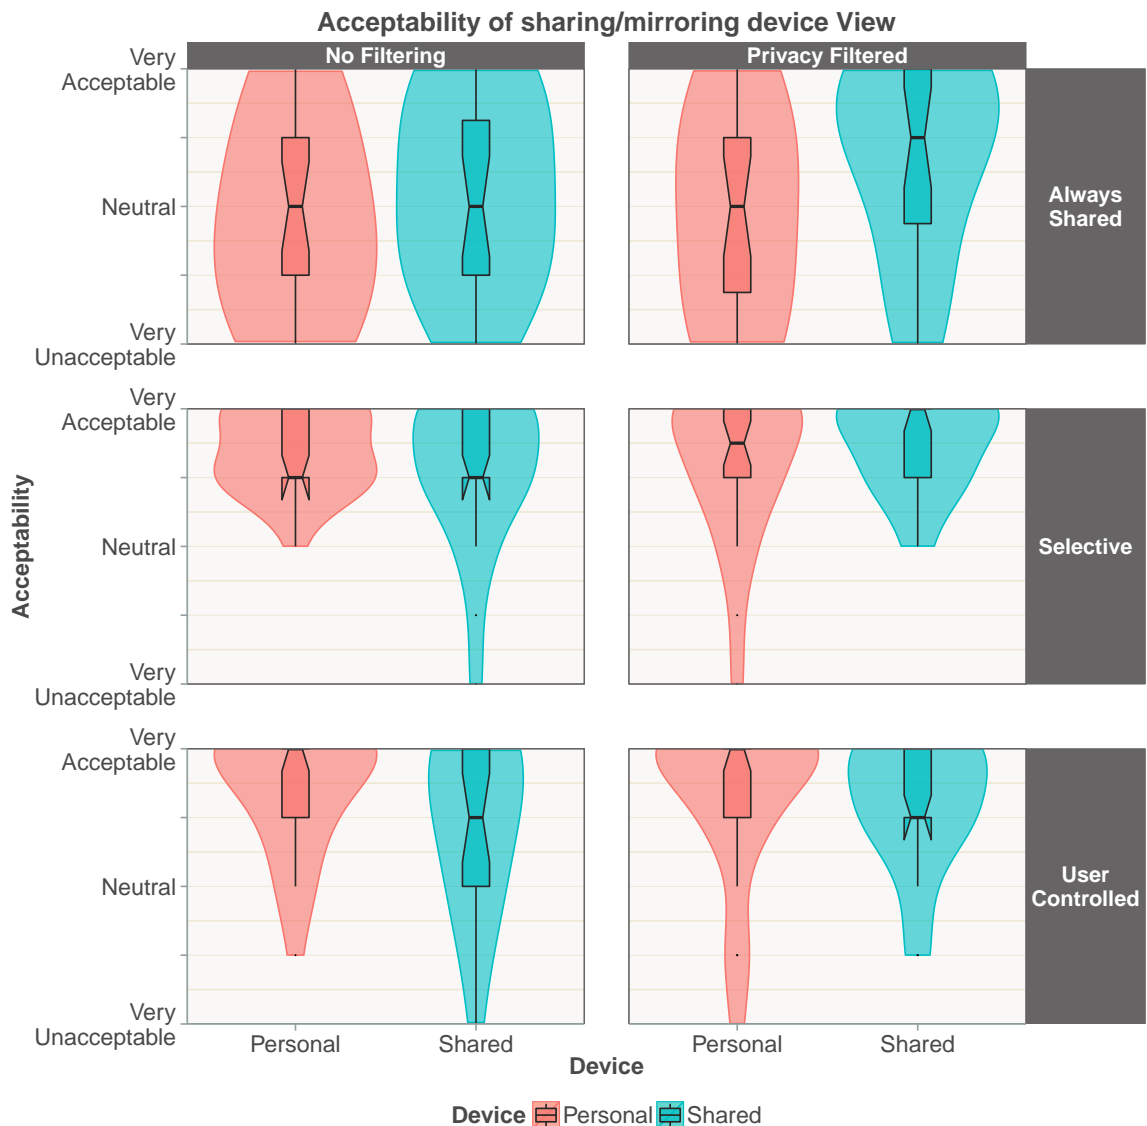 Acceptability of sharing/mirroring device View
No Filtering
Privacy Filtered
Very
Acceptable
Neutral
Very
Unacceptable
Always
Shared
Very
Acceptable
Neutral
Very
Unacceptable
Selective
Acceptability
Very
Acceptable
Neutral
Very
Unacceptable
User
Controlled
Personal
Shared
Personal
Shared
Device
Device Personal Shared